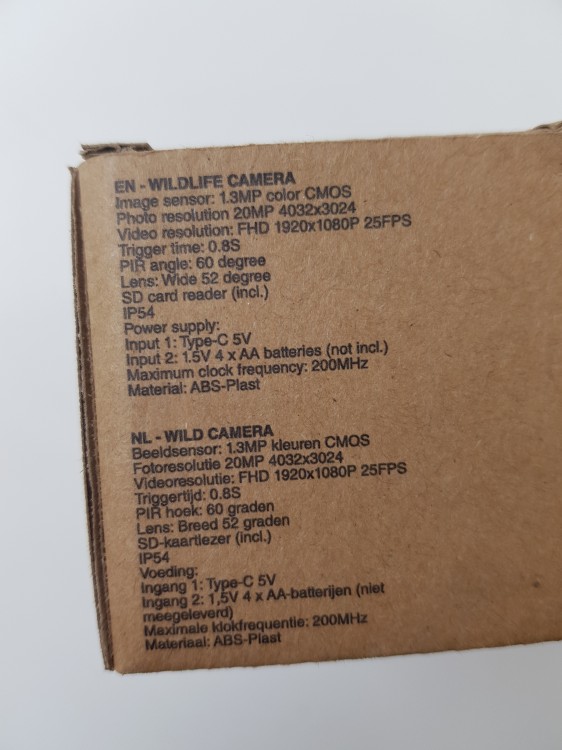 EN - WILDLIFE CAMERA
Image sensor: 1.3MP color CMOS
Photo resolution 20MP 4032x3024
Video resolution: FHD 1920x1080P 25FPS
Trigger time: 0.8S
PIR angle: 60 degree
Lens: Wide 52 degree
SD card reader (incl.)
IP54
Power supply:
Input 1: Type-C 5V
Input 2: 1.5V 4 x AA batteries (not incl.)
Maximum clock frequency: 200MHz
Material: ABS-Plast
NL - WILD CAMERA
Beeldsensor: 1.3MP kleuren CMOS
Fotoresolutie 20MP 4032x3024
Videoresolutie: FHD 1920x1080P 25FPS
Triggertijd: 0.8S
PIR hoek: 60 graden
Lens: Breed 52 graden
SD-kaartlezer (incl.)
IP54
Voeding:
Ingang 1: Type-C 5V
Ingang 2: 1,5V 4 x AA-batterijen (niet
meegeleverd)
Maximale klokfrequentie: 200MHz
Materiaal: ABS-Plast